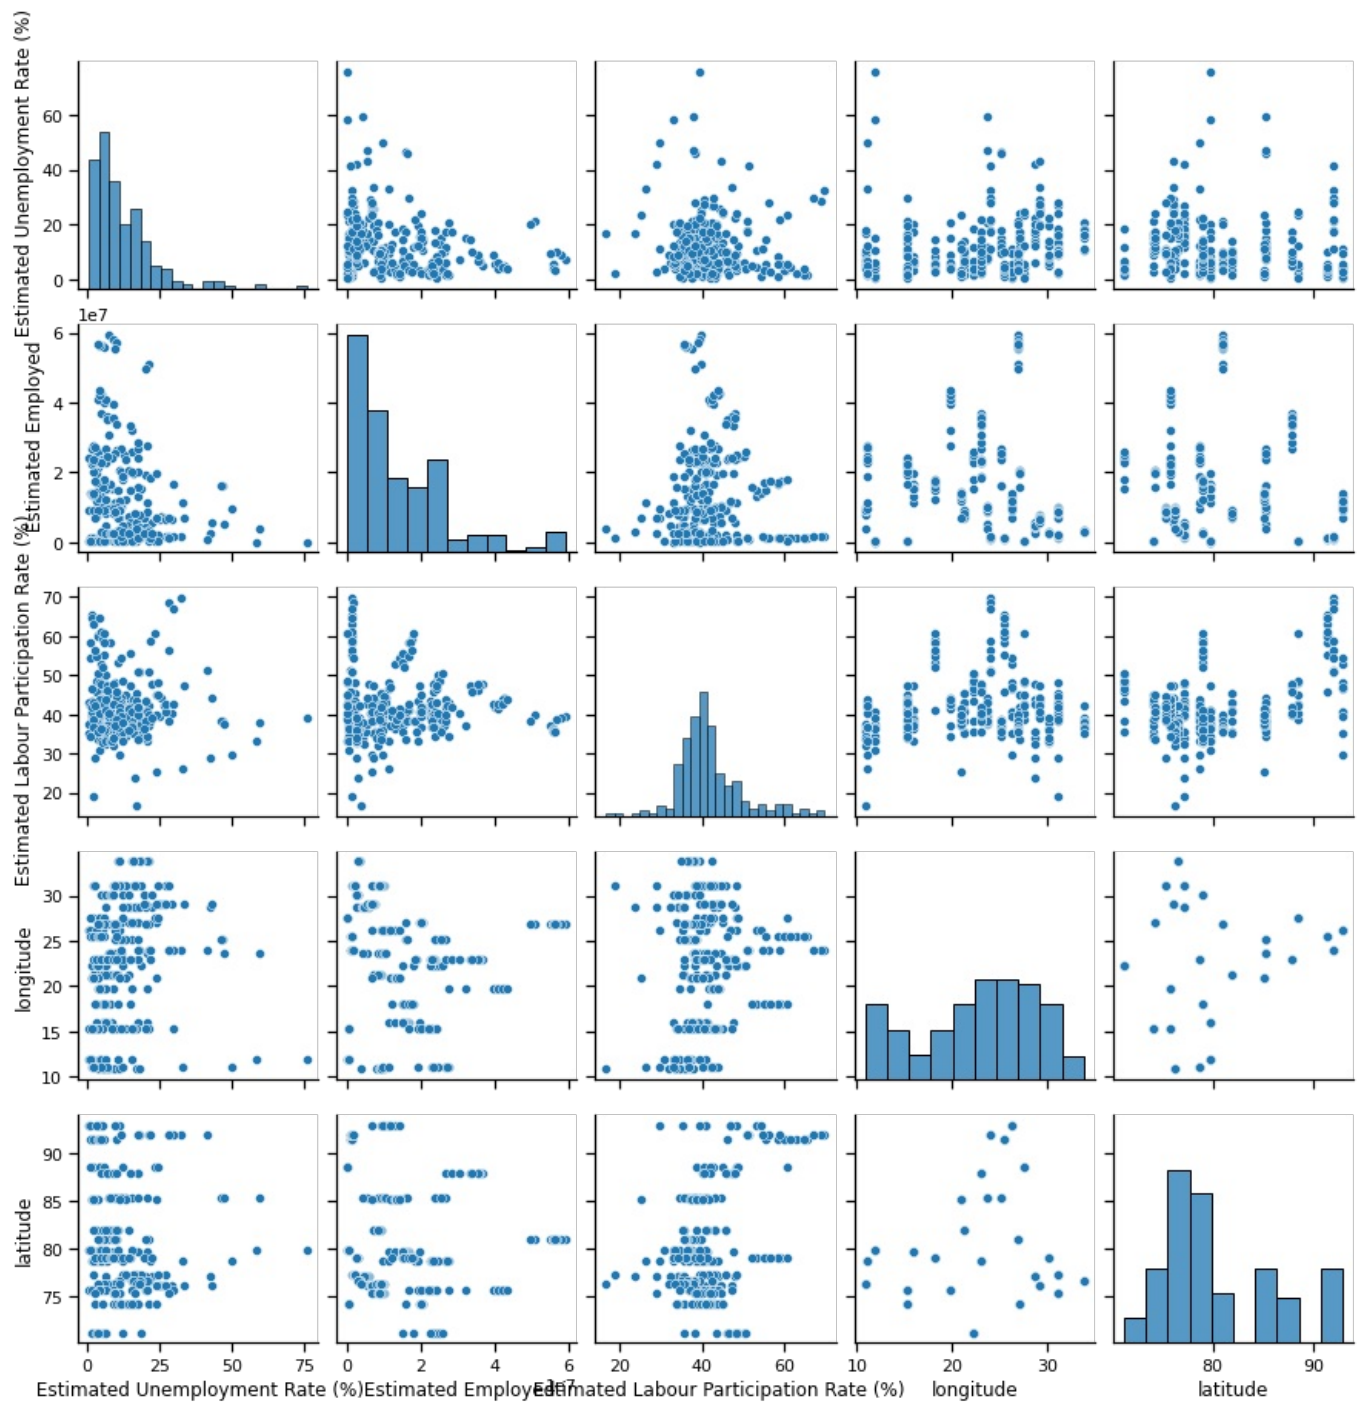 Estimated Unemployment Rate (%)
60
40
20
0
1e7
Estimated Employed
6
4
2
0
Estimated Labour Participation Rate (%)
70
60
50
40
30
20
longitude
30
25
20
15
10
latitude
90
85
80
75
0 25 50 75 0 2 4 6 20 40 60 10 20 30 80 90
1e7
Estimated Unemployment Rate (%) Estimated Employed Estimated Labour Participation Rate (%) longitude latitude